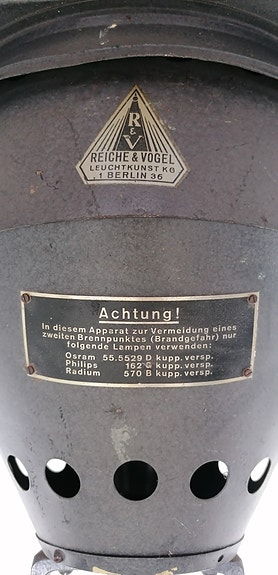 R
&
V
REICHE & VOGEL
LEUCHTKUNST KG
1 BERLIN 36
Achtung!
In diesem Apparat zur Vermeidung eines
zweiten Brennpunktes (Brandgefahr) nur
folgende Lampen verwenden:
Osram 55.5529 D kupp.versp.
Philips 162 G kupp.versp.
Radium 570 B kupp.versp.